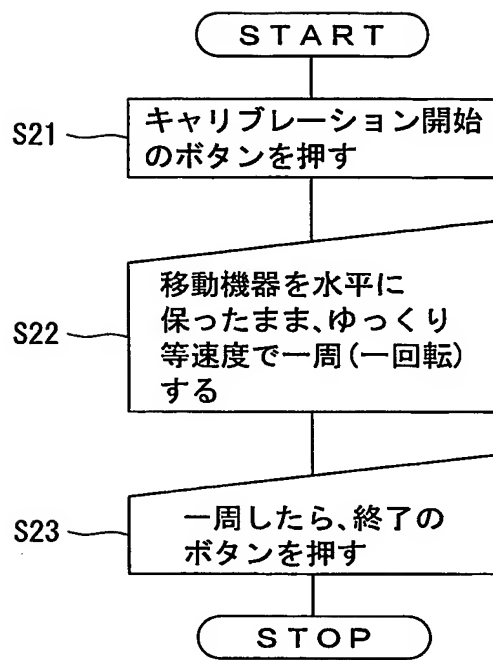 START
S21
キャリブレーション開始
のボタンを押す
S22
移動機器を水平に
保ったまま、ゆっくり
等速度で一周(一回転)
する
S23
一周したら、終了の
ボタンを押す
STOP